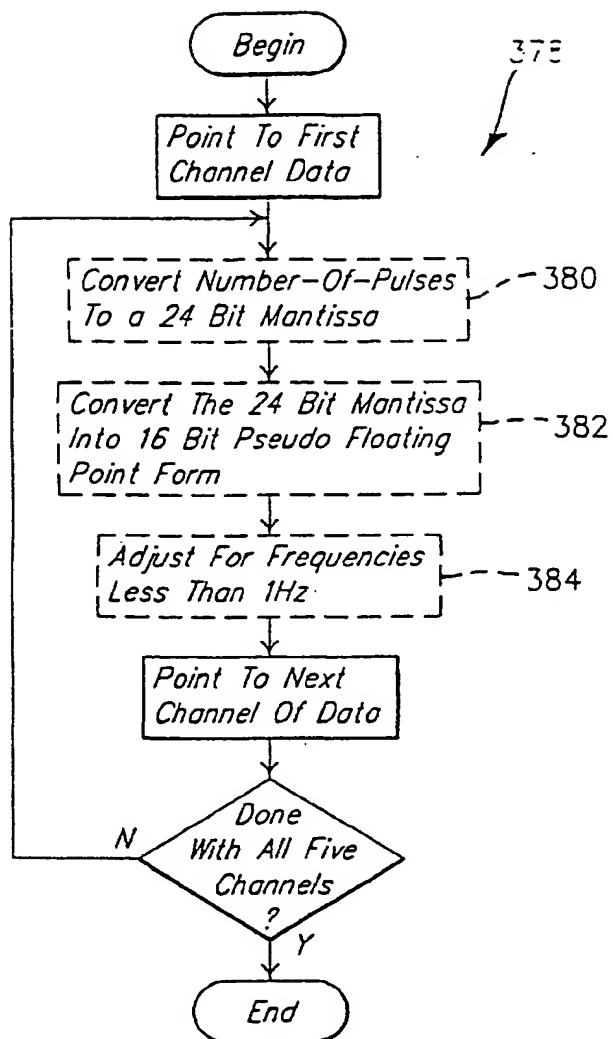 Begin
378
Point To First
Channel Data
Convert Number-Of-Pulses
To a 24 Bit Mantissa
380
Convert The 24 Bit Mantissa
Into 16 Bit Pseudo Floating
Point Form
382
Adjust For Frequencies
Less Than 1Hz
384
Point To Next
Channel Of Data
Done
With All Five
Channels
?
N
Y
End